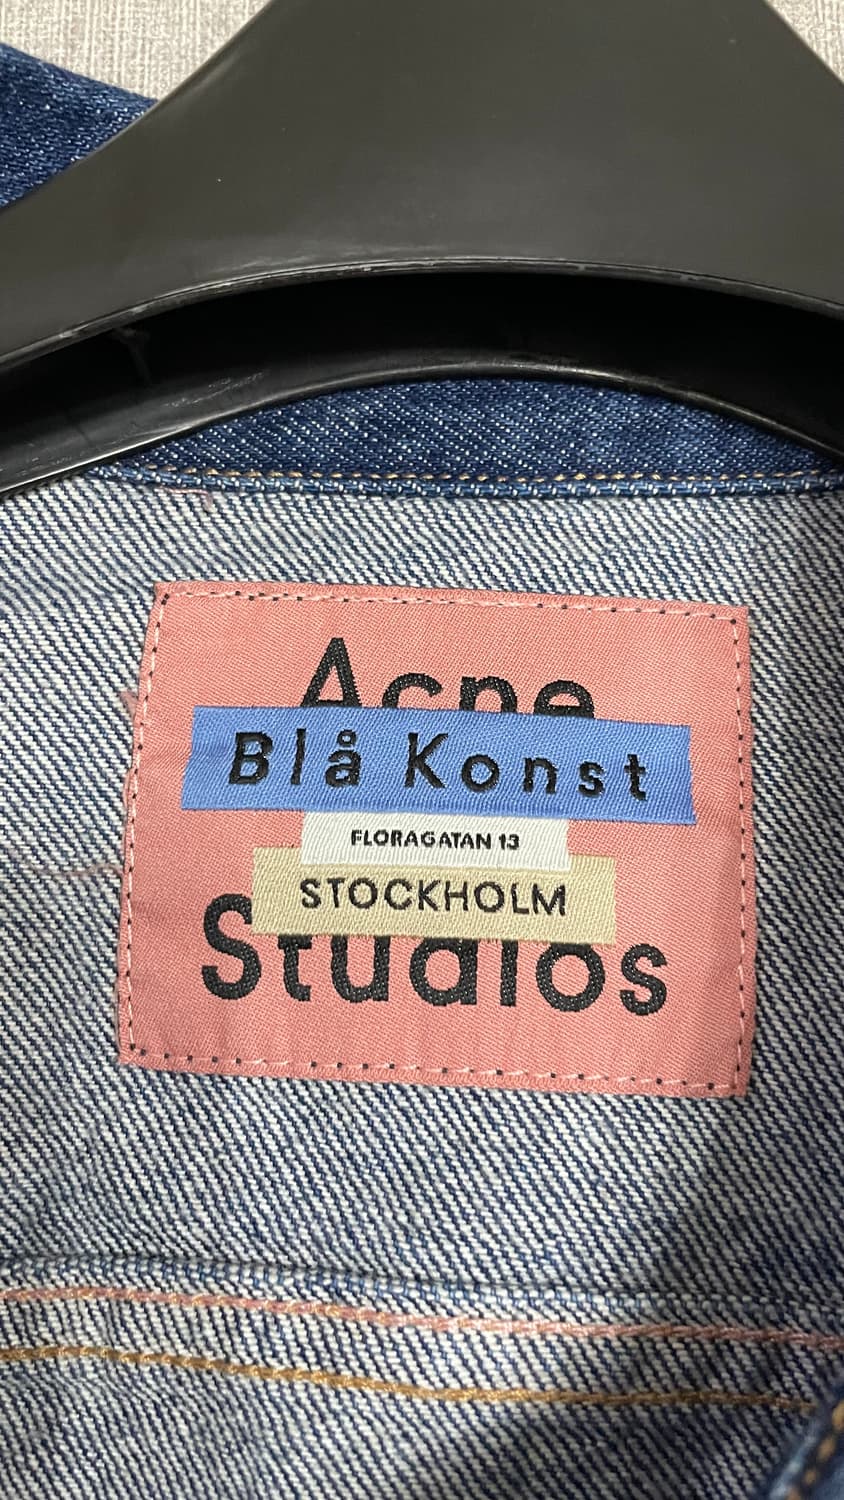 Acne
Blå Konst
FLORAGATAN 13
STOCKHOLM
Studios